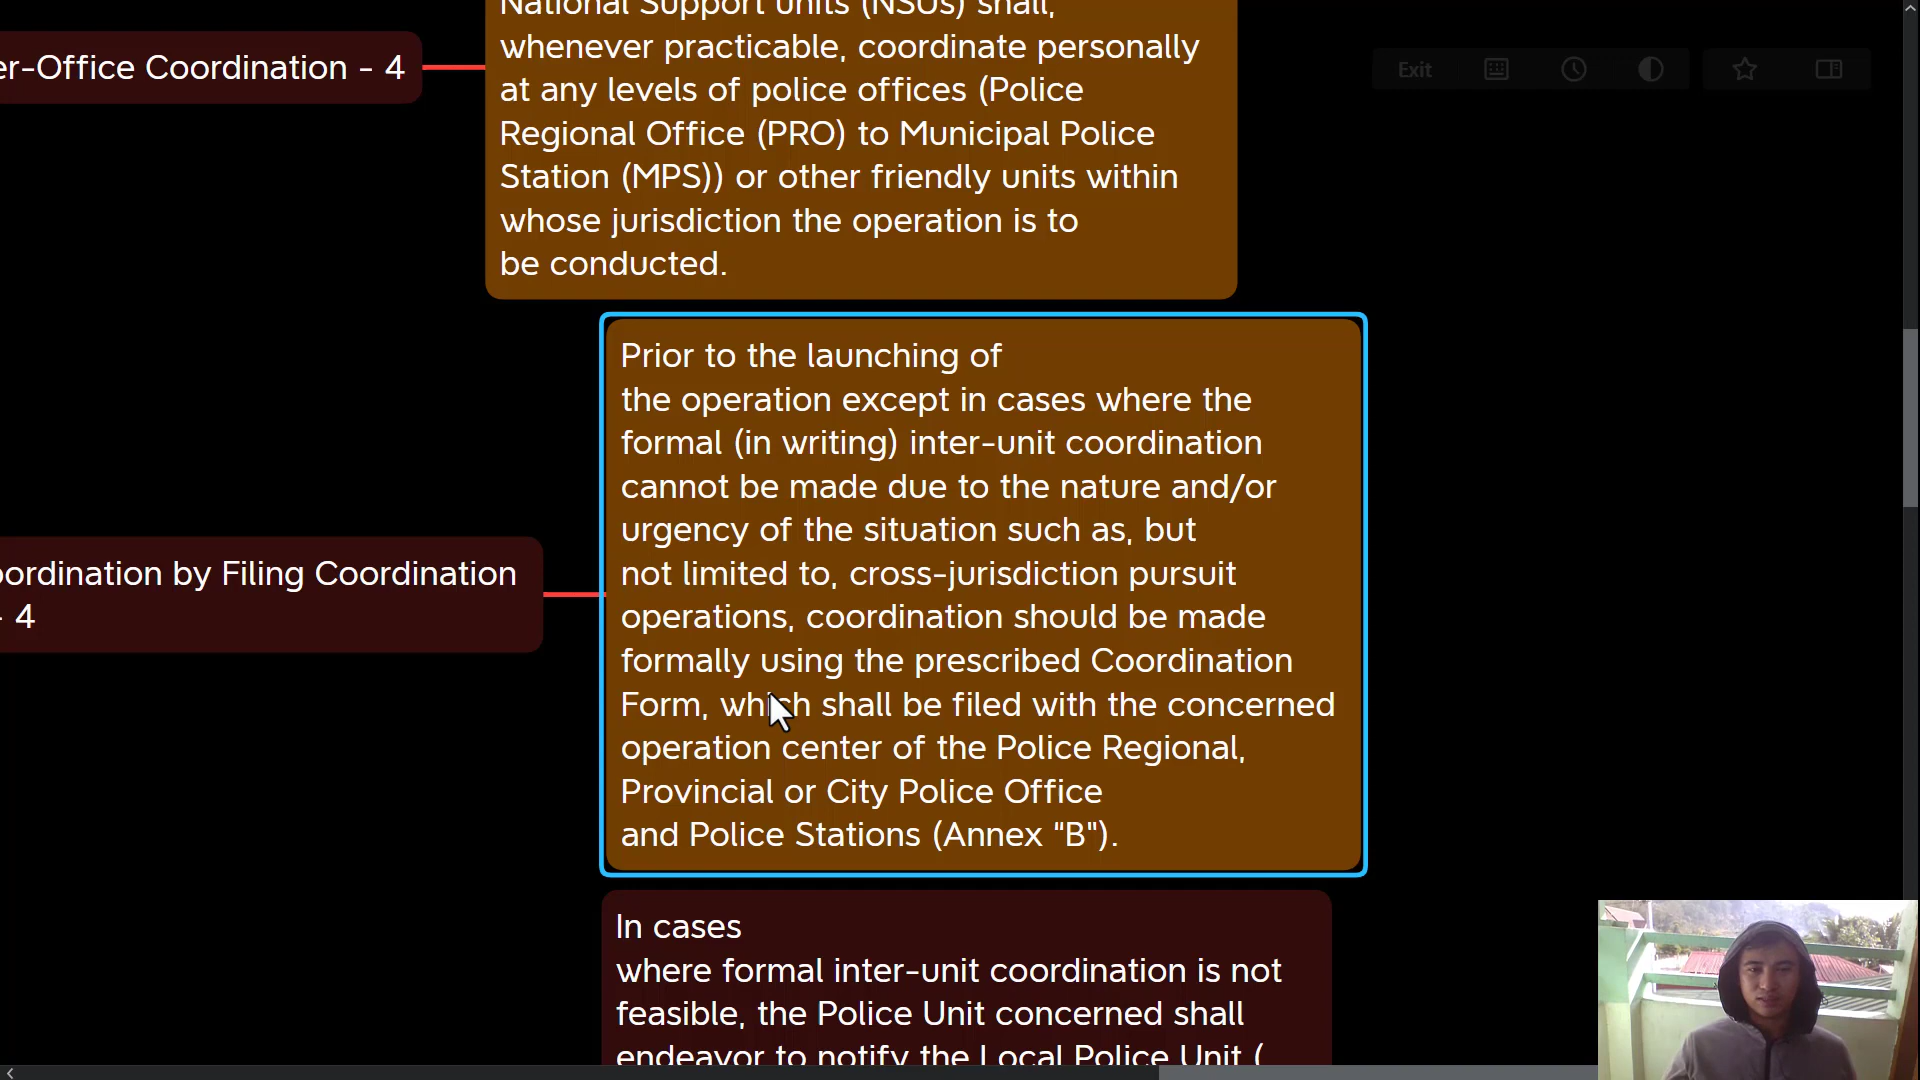 National Support Units (NSUs) shall,
whenever practicable, coordinate personally
at any levels of police offices (Police
Regional Office (PRO) to Municipal Police
Station (MPS)) or other friendly units within
whose jurisdiction the operation is to
be conducted.
er-Office Coordination - 4
Exit
Prior to the launching of
the operation except in cases where the
formal (in writing) inter-unit coordination
cannot be made due to the nature and/or
urgency of the situation such as, but
not limited to, cross-jurisdiction pursuit
operations, coordination should be made
formally using the prescribed Coordination
Form, which shall be filed with the concerned
operation center of the Police Regional,
Provincial or City Police Office
and Police Stations (Annex "B").
oordination by Filing Coordination
- 4
In cases
where formal inter-unit coordination is not
feasible, the Police Unit concerned shall
endeavor to notify the Local Police Unit (